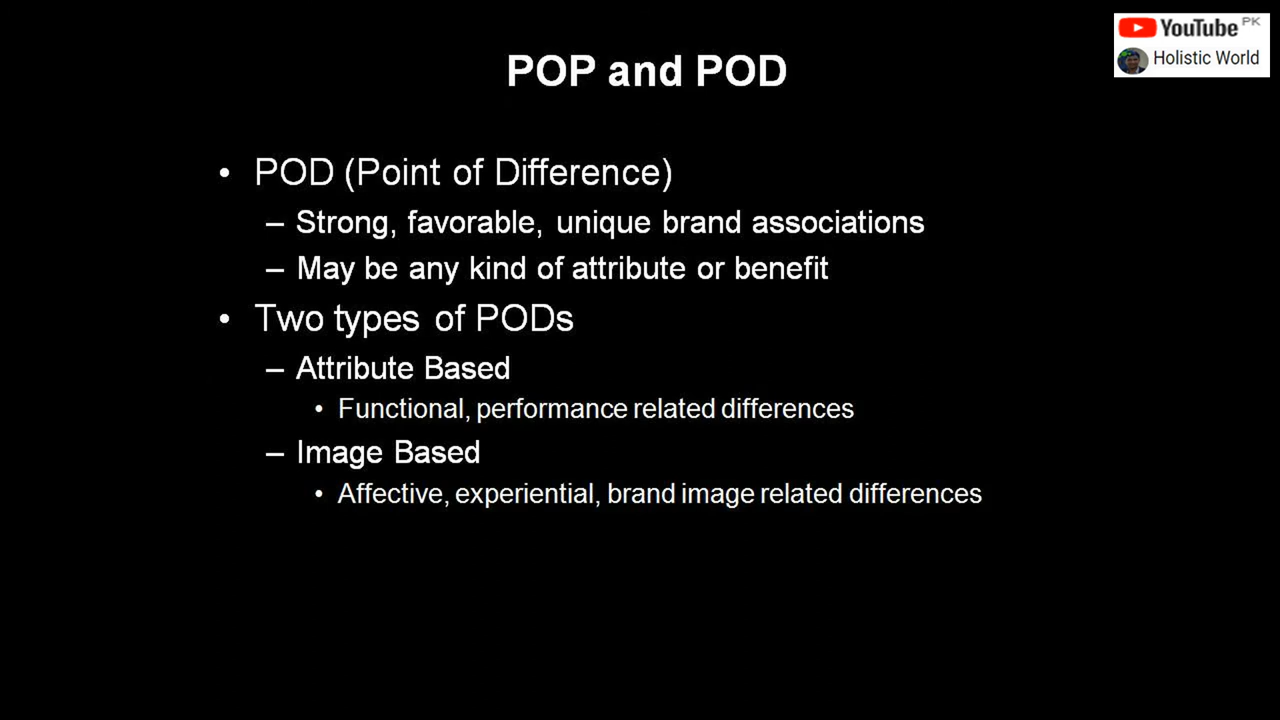 YouTube PK
Holistic World
POP and POD
• POD (Point of Difference)
– Strong, favorable, unique brand associations
– May be any kind of attribute or benefit
• Two types of PODs
– Attribute Based
• Functional, performance related differences
– Image Based
• Affective, experiential, brand image related differences